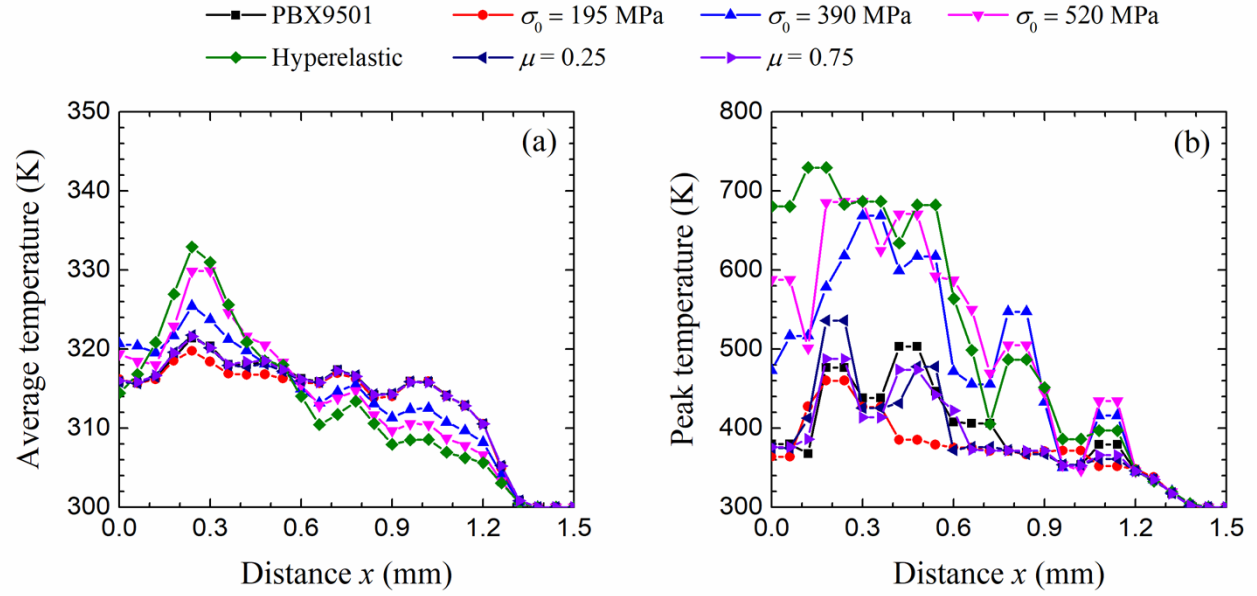 PBX9501 σ₀ = 195 MPa σ₀ = 390 MPa σ₀ = 520 MPa
Hyperelastic μ = 0.25 μ = 0.75
(a)
Average temperature (K)
350
340
330
320
310
300
0.0 0.3 0.6 0.9 1.2 1.5
Distance x (mm)
(b)
Peak temperature (K)
800
700
600
500
400
300
0.0 0.3 0.6 0.9 1.2 1.5
Distance x (mm)